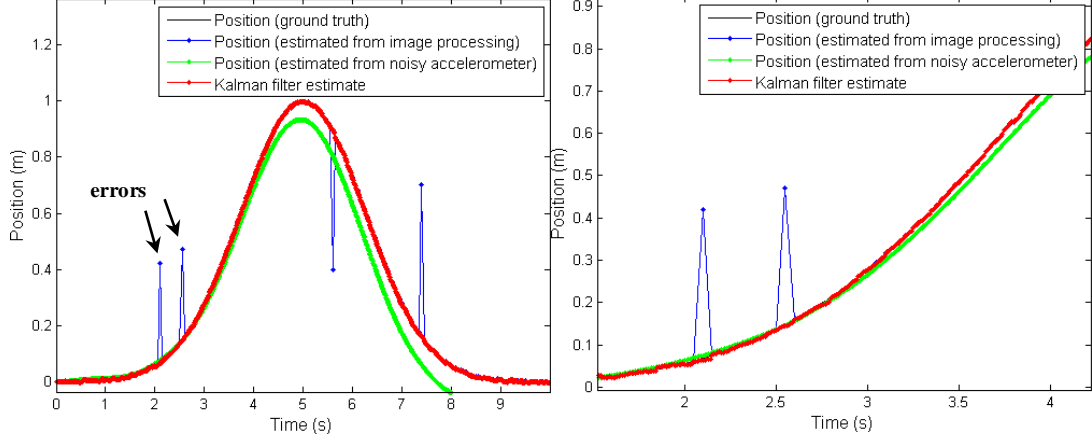 Position (ground truth)
Position (estimated from image processing)
Position (estimated from noisy accelerometer)
Kalman filter estimate
errors
Position (m)
1.2
1
0.8
0.6
0.4
0.2
0
0 1 2 3 4 5 6 7 8 9
Time (s)
Position (ground truth)
Position (estimated from image processing)
Position (estimated from noisy accelerometer)
Kalman filter estimate
Position (m)
0.9
0.8
0.7
0.6
0.5
0.4
0.3
0.2
0.1
0
2 2.5 3 3.5 4
Time (s)